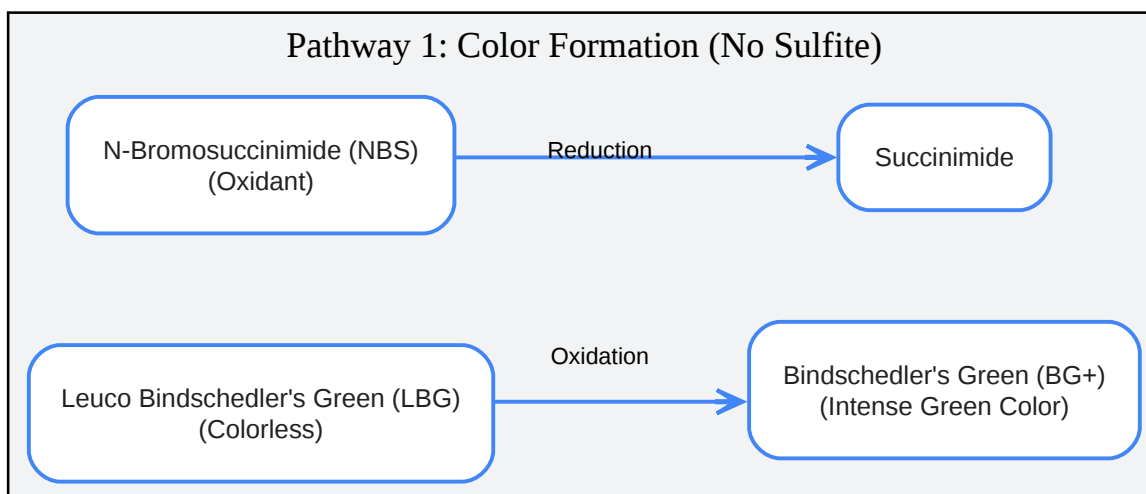 Pathway 1: Color Formation (No Sulfite)
N-Bromosuccinimide (NBS)
(Oxidant)
Reduction
Succinimide
Leuco Bindschedler's Green (LBG)
(Colorless)
Oxidation
Bindschedler's Green (BG+)
(Intense Green Color)